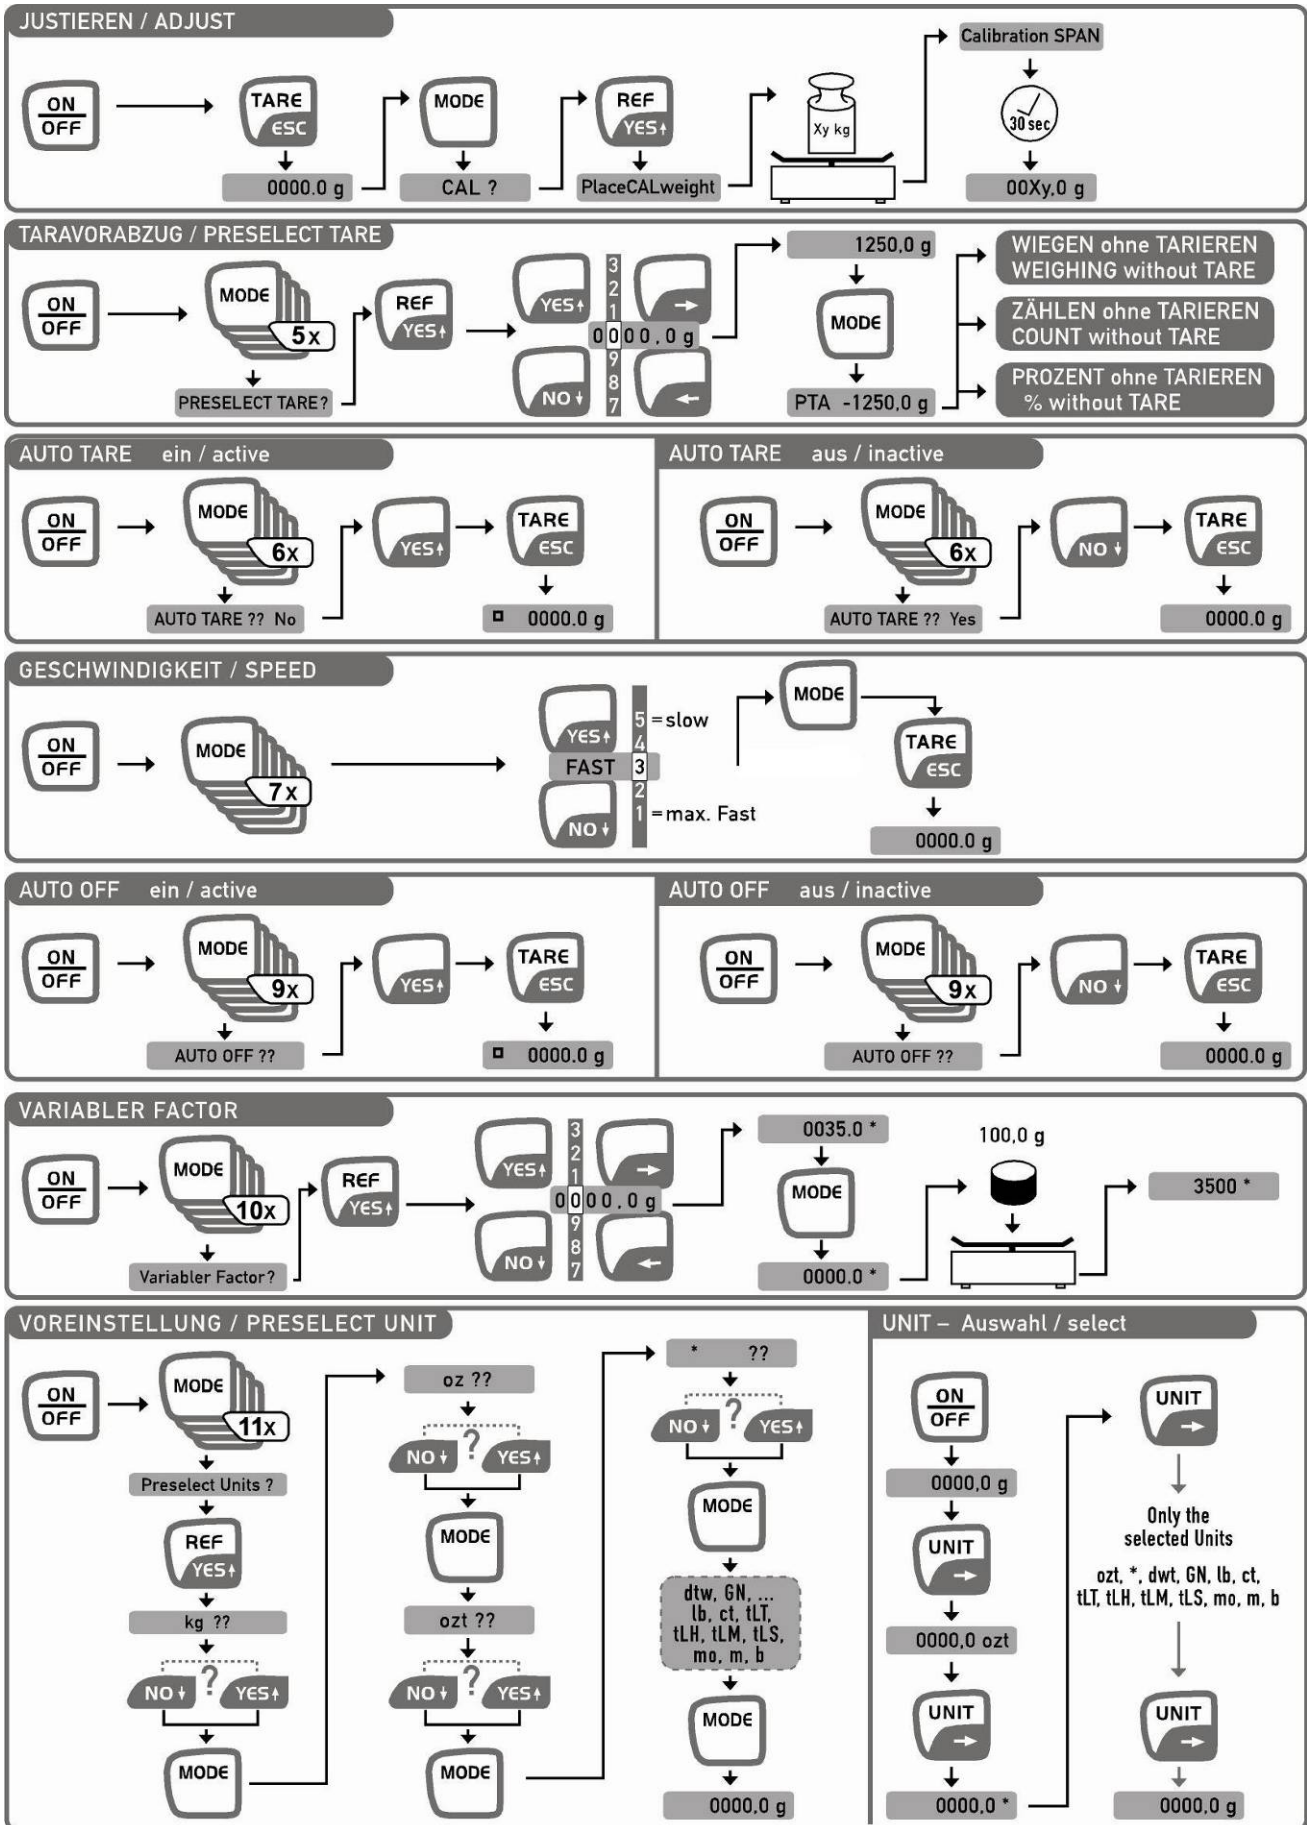 JUSTIEREN / ADJUST
ON
OFF
TARE
ESC
0000.0 g
MODE
CAL ?
REF
YES↑
PlaceCALweight
Xy kg
Calibration SPAN
30 sec
00Xy,0 g
TARAVORABZUG / PRESELECT TARE
ON
OFF
MODE
5x
PRESELECT TARE?
REF
YES↑
YES↑
→
3
2
1
0000,0 g
9
8
7
NO↓
←
1250,0 g
MODE
PTA -1250,0 g
WIEGEN ohne TARIEREN
WEIGHING without TARE
ZÄHLEN ohne TARIEREN
COUNT without TARE
PROZENT ohne TARIEREN
% without TARE
AUTO TARE ein / active
ON
OFF
MODE
6x
AUTO TARE ?? No
YES↑
TARE
ESC
0000.0 g
AUTO TARE aus / inactive
ON
OFF
MODE
6x
AUTO TARE ?? Yes
NO↓
TARE
ESC
0000.0 g
GESCHWINDIGKEIT / SPEED
ON
OFF
MODE
7x
YES↑
5 = slow
4
FAST 3
2
1 = max. Fast
NO↓
MODE
TARE
ESC
0000.0 g
AUTO OFF ein / active
ON
OFF
MODE
9x
AUTO OFF ??
YES↑
TARE
ESC
0000.0 g
AUTO OFF aus / inactive
ON
OFF
MODE
9x
AUTO OFF ??
NO↓
TARE
ESC
0000.0 g
VARIABLER FACTOR
ON
OFF
MODE
10x
Variabler Factor?
REF
YES↑
YES↑
→
3
2
1
0000,0 g
9
8
7
NO↓
←
0035.0 *
MODE
0000.0 *
100,0 g
3500 *
VOREINSTELLUNG / PRESELECT UNIT
ON
OFF
MODE
11x
Preselect Units ?
REF
YES↑
kg ??
NO↓ ? YES↑
MODE
oz ??
NO↓ ? YES↑
MODE
ozt ??
NO↓ ? YES↑
MODE
* ??
NO↓ ? YES↑
MODE
dtw, GN, ...
lb, ct, tLT,
tLH, tLM, tLS,
mo, m, b
MODE
0000,0 g
UNIT – Auswahl / select
ON
OFF
0000,0 g
UNIT
→
0000,0 ozt
UNIT
→
0000,0 *
UNIT
→
Only the
selected Units
ozt, *, dwt, GN, lb, ct,
tLT, tLH, tLM, tLS, mo, m, b
UNIT
→
0000,0 g